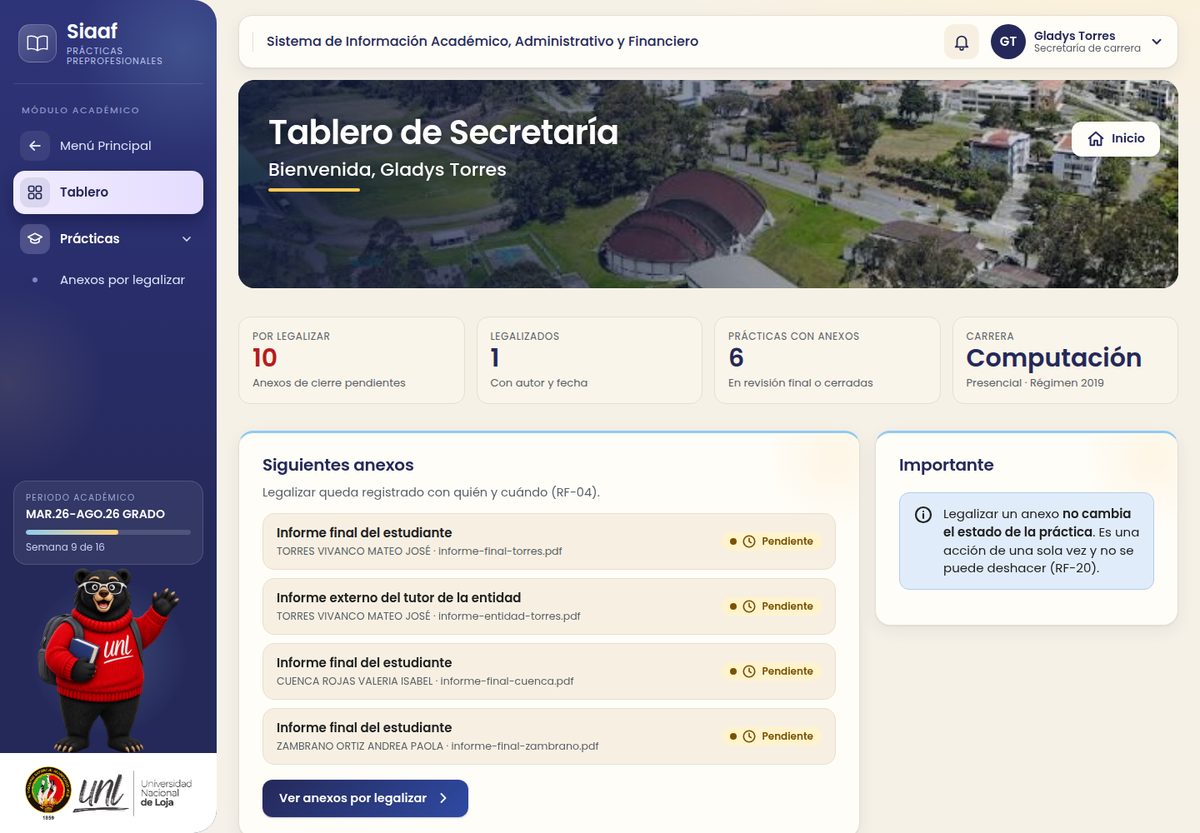 Siaaf
PRÁCTICAS
PREPROFESIONALES
MÓDULO ACADÉMICO
Menú Principal
Tablero
Prácticas
Anexos por legalizar
PERIODO ACADÉMICO
MAR.26-AGO.26 GRADO
Semana 9 de 16
unl
1859
unl
Universidad
Nacional
de Loja
Sistema de Información Académico, Administrativo y Financiero
GT
Gladys Torres
Secretaría de carrera
Tablero de Secretaría
Bienvenida, Gladys Torres
Inicio
POR LEGALIZAR
10
Anexos de cierre pendientes
LEGALIZADOS
1
Con autor y fecha
PRÁCTICAS CON ANEXOS
6
En revisión final o cerradas
CARRERA
Computación
Presencial · Régimen 2019
Siguientes anexos
Legalizar queda registrado con quién y cuándo (RF-04).
Informe final del estudiante
TORRES VIVANCO MATEO JOSÉ · informe-final-torres.pdf
Pendiente
Informe externo del tutor de la entidad
TORRES VIVANCO MATEO JOSÉ · informe-entidad-torres.pdf
Pendiente
Informe final del estudiante
CUENCA ROJAS VALERIA ISABEL · informe-final-cuenca.pdf
Pendiente
Informe final del estudiante
ZAMBRANO ORTIZ ANDREA PAOLA · informe-final-zambrano.pdf
Pendiente
Ver anexos por legalizar
Importante
Legalizar un anexo no cambia
el estado de la práctica. Es una
acción de una sola vez y no se
puede deshacer (RF-20).